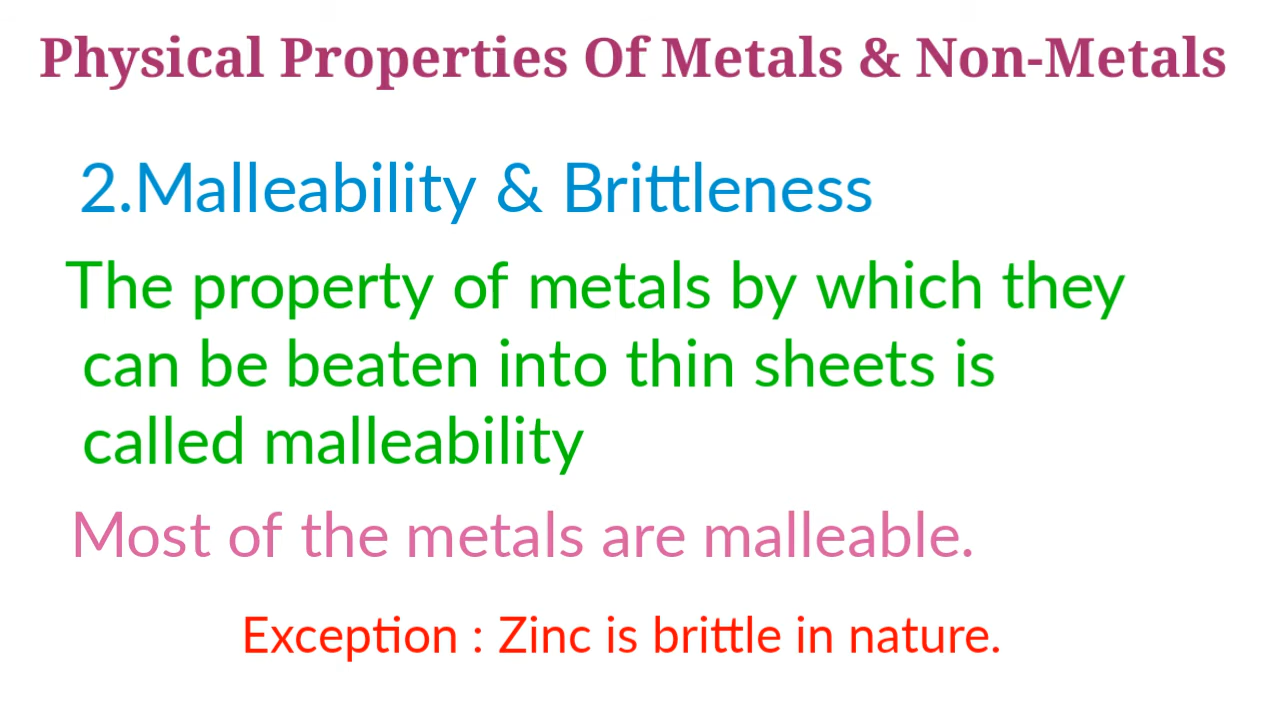 Physical Properties Of Metals & Non-Metals
2.Malleability & Brittleness
The property of metals by which they
can be beaten into thin sheets is
called malleability
Most of the metals are malleable.
Exception : Zinc is brittle in nature.